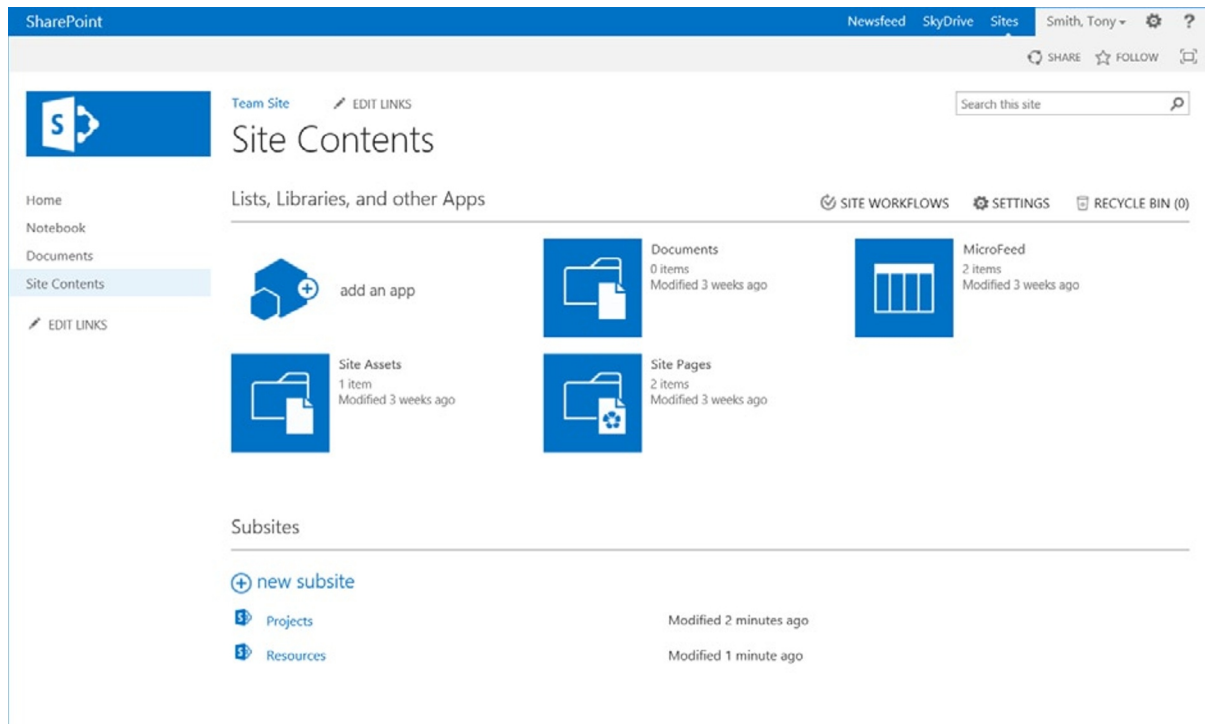 SharePoint Newsfeed SkyDrive Sites Smith, Tony ?
SHARE FOLLOW
S
Team Site EDIT LINKS
Search this site
Site Contents
Home
Notebook
Documents
Site Contents
EDIT LINKS
Lists, Libraries, and other Apps
SITE WORKFLOWS SETTINGS RECYCLE BIN (0)
add an app
Documents
0 items
Modified 3 weeks ago
MicroFeed
2 items
Modified 3 weeks ago
Site Assets
1 item
Modified 3 weeks ago
Site Pages
2 items
Modified 3 weeks ago
Subsites
new subsite
S Projects Modified 2 minutes ago
S Resources Modified 1 minute ago